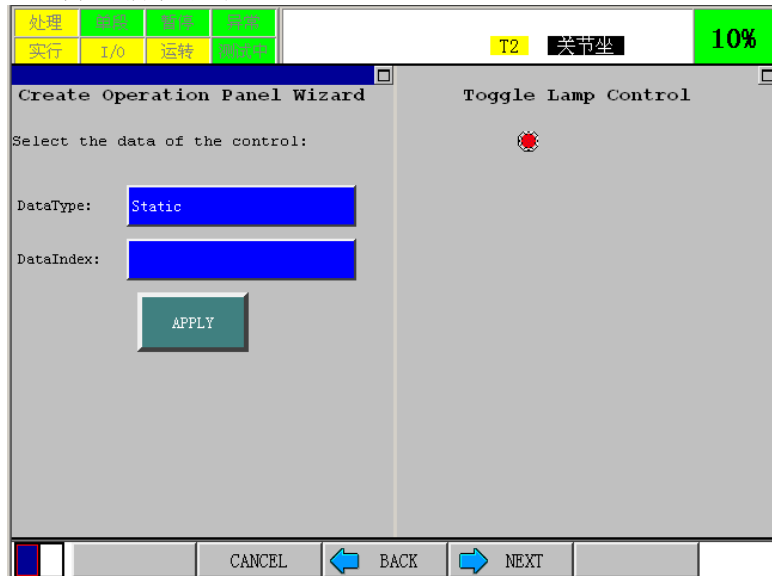 处理 单段 暂停 异常
实行 I/O 运转 测试中
T2 关节坐
10%
Create Operation Panel Wizard
Toggle Lamp Control
Select the data of the control:
DataType: Static
DataIndex:
APPLY
CANCEL BACK NEXT